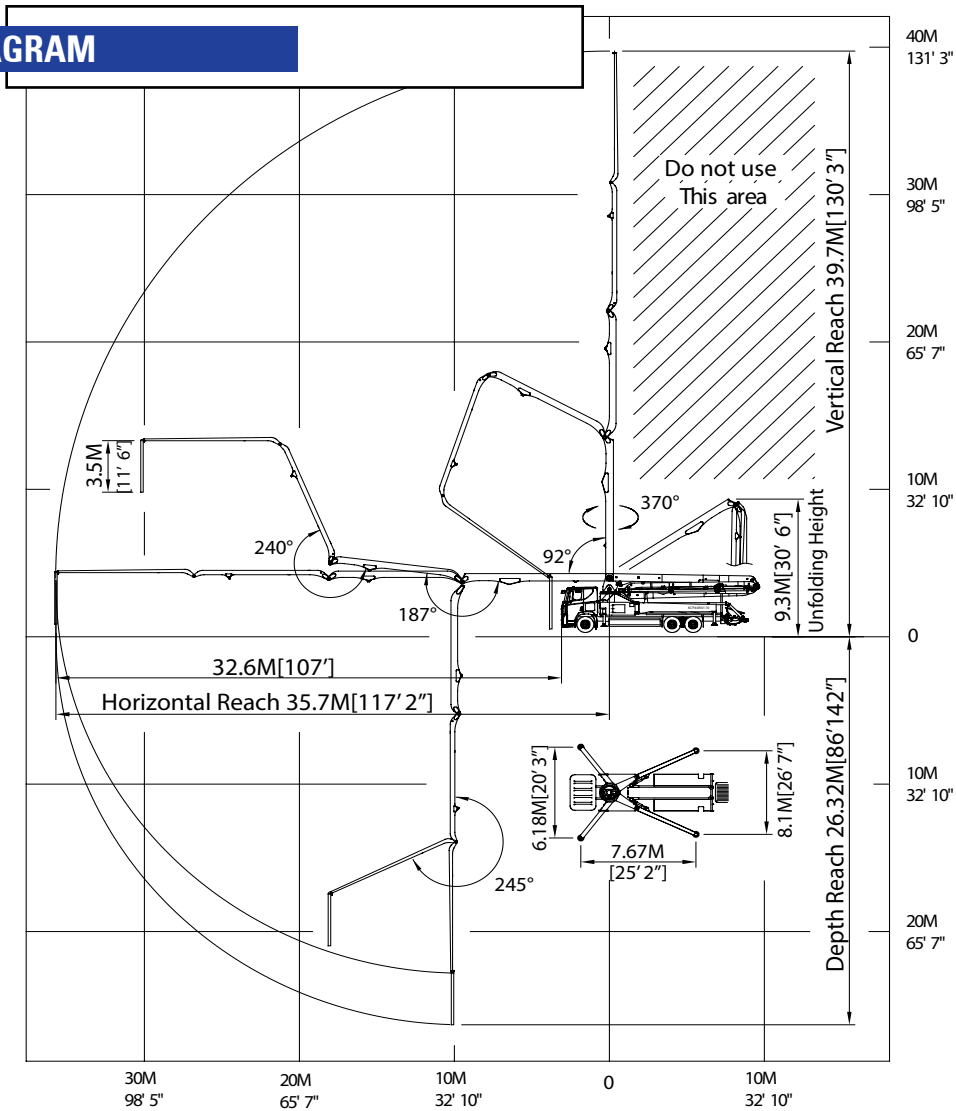 AGRAM
40M
131' 3"
Do not use
This area
Vertical Reach 39.7M[130' 3"]
30M
98' 5"
20M
65' 7"
3.5M
[11' 6"]
10M
32' 10"
370°
240°
92°
187°
9.3M[30' 6"]
Unfolding Height
0
32.6M[107']
Horizontal Reach 35.7M[117' 2"]
6.18M[20' 3"]
8.1M[26' 7"]
7.67M
[25' 2"]
10M
32' 10"
245°
Depth Reach 26.32M[86'142"]
20M
65' 7"
30M
98' 5"
20M
65' 7"
10M
32' 10"
0
10M
32' 10"